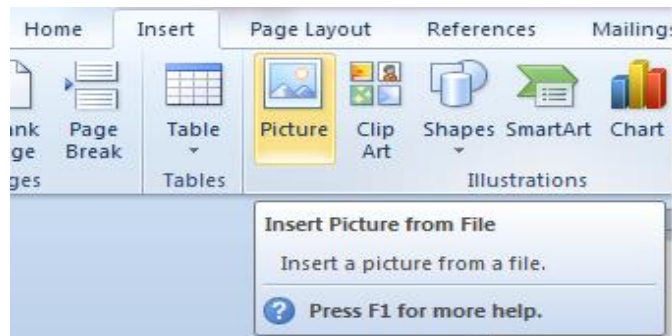 Home Insert Page Layout References Mailings
Page Break
Table
Picture
Clip Art
Shapes
SmartArt
Chart
Tables
Illustrations
Insert Picture from File
Insert a picture from a file.
Press F1 for more help.